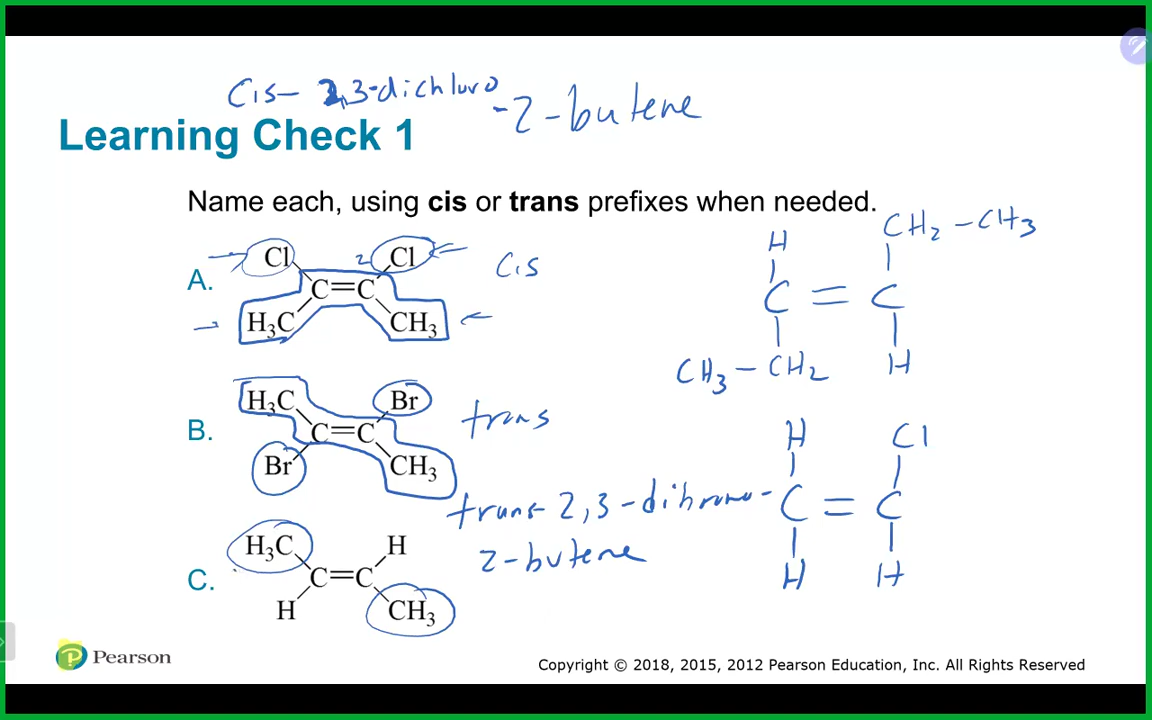 Cis- 2,3-dichloro
-2-butene
Learning Check 1
Name each, using cis or trans prefixes when needed.
CH2-CH3
H
Cl Cl
Cis
A.
C=C
C = C
H3C CH3
CH3-CH2 H
H3C Br
trans
B.
C=C
H Cl
Br CH3
trans-2,3-dibromo-
C = C
H3C H
2-butene
C.
C=C
H H
H CH3
Pearson
Copyright © 2018, 2015, 2012 Pearson Education, Inc. All Rights Reserved